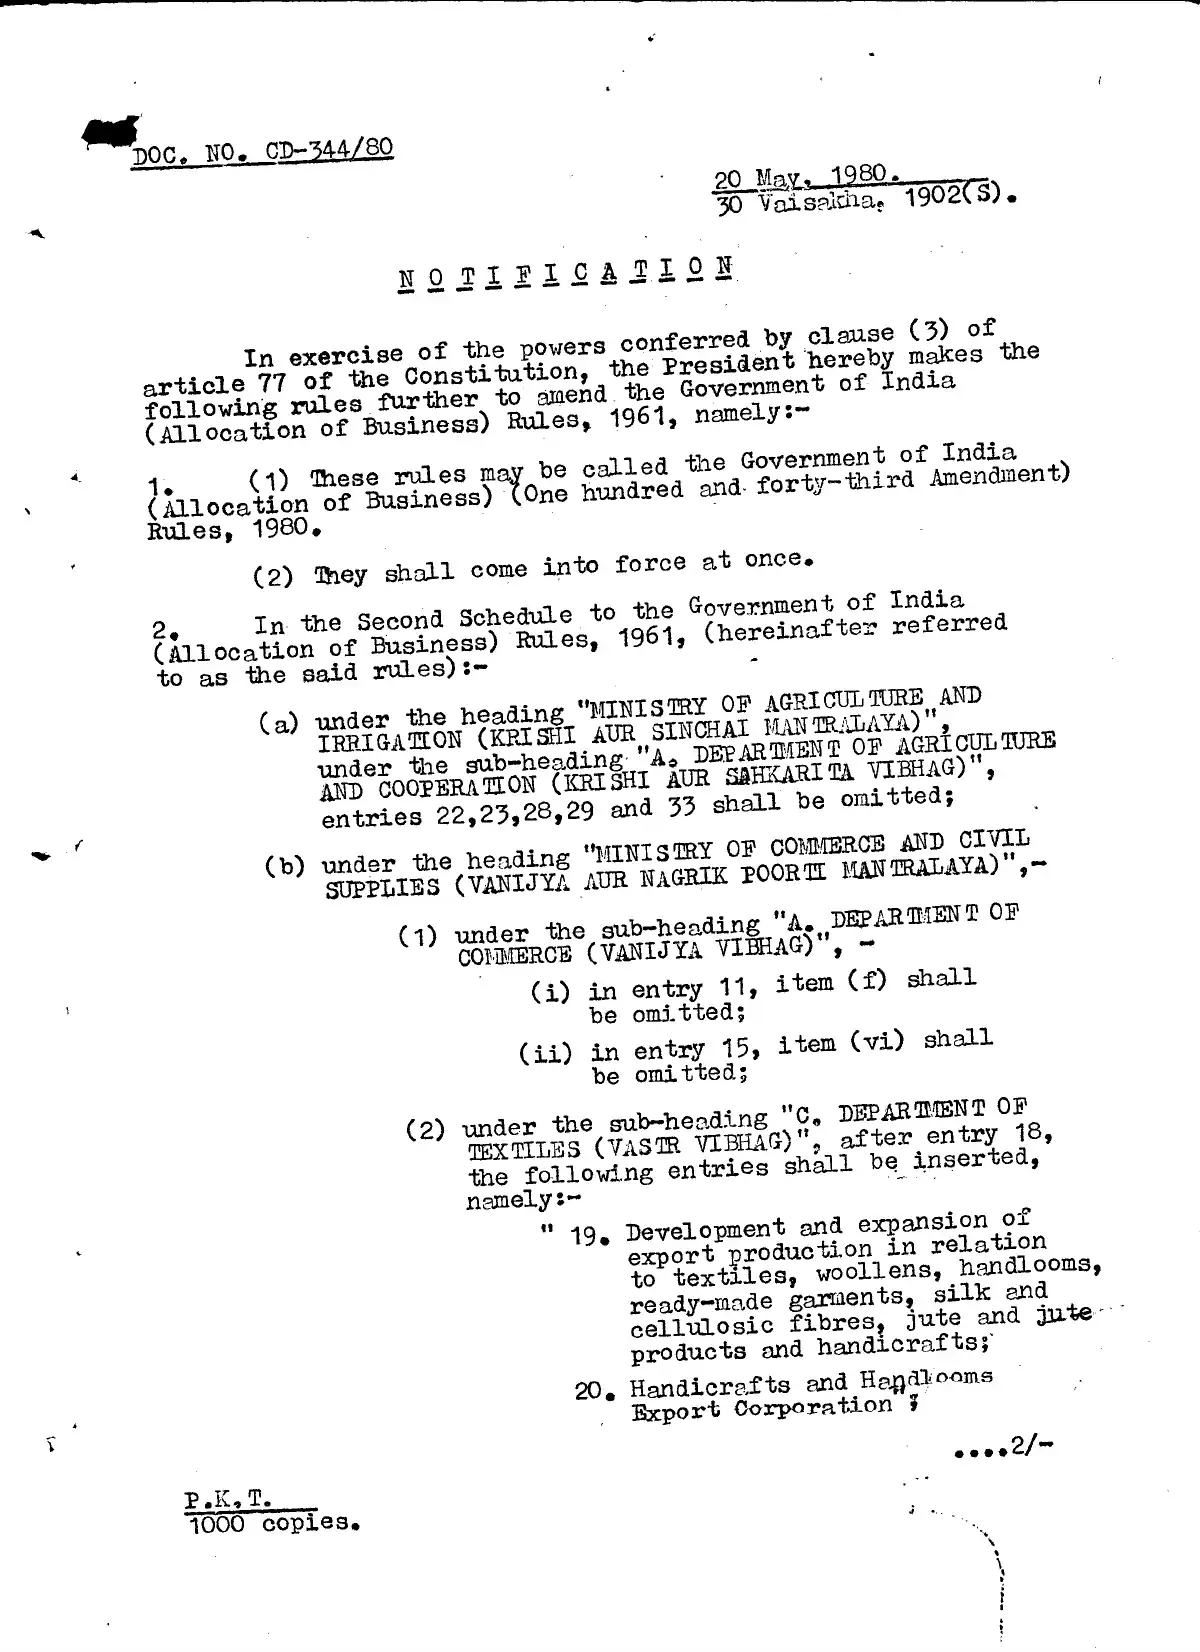 DOC. NO. CD-344/80
20 May, 1980.
30 Vaisakha, 1902(S).
NOTIFICATION
In exercise of the powers conferred by clause (3) of
article 77 of the Constitution, the President hereby makes the
following rules further to amend the Government of India
(Allocation of Business) Rules, 1961, namely:-
1. (1) These rules may be called the Government of India
(Allocation of Business) (One hundred and forty-third Amendment)
Rules, 1980.
(2) They shall come into force at once.
2. In the Second Schedule to the Government of India
(Allocation of Business) Rules, 1961, (hereinafter referred
to as the said rules):-
(a) under the heading "MINISTRY OF AGRICULTURE AND
IRRIGATION (KRISHI AUR SINCHAI MANTRALAYA)",
under the sub-heading "A. DEPARTMENT OF AGRICULTURE
AND COOPERATION (KRISHI AUR SAHKARITA VIBHAG)",
entries 22,23,28,29 and 33 shall be omitted;
(b) under the heading "MINISTRY OF COMMERCE AND CIVIL
SUPPLIES (VANIJYA AUR NAGRIK POORTI MANTRALAYA)",-
(1) under the sub-heading "A. DEPARTMENT OF
COMMERCE (VANIJYA VIBHAG)", -
(i) in entry 11, item (f) shall
be omitted;
(ii) in entry 15, item (vi) shall
be omitted;
(2) under the sub-heading "C. DEPARTMENT OF
TEXTILES (VASTR VIBHAG)", after entry 18,
the following entries shall be inserted,
namely:-
" 19. Development and expansion of
export production in relation
to textiles, woollens, handlooms,
ready-made garments, silk and
cellulosic fibres, jute and jute
products and handicrafts;
20. Handicrafts and Handlooms
Export Corporation ;
....2/-
P.K.T.
1000 copies.